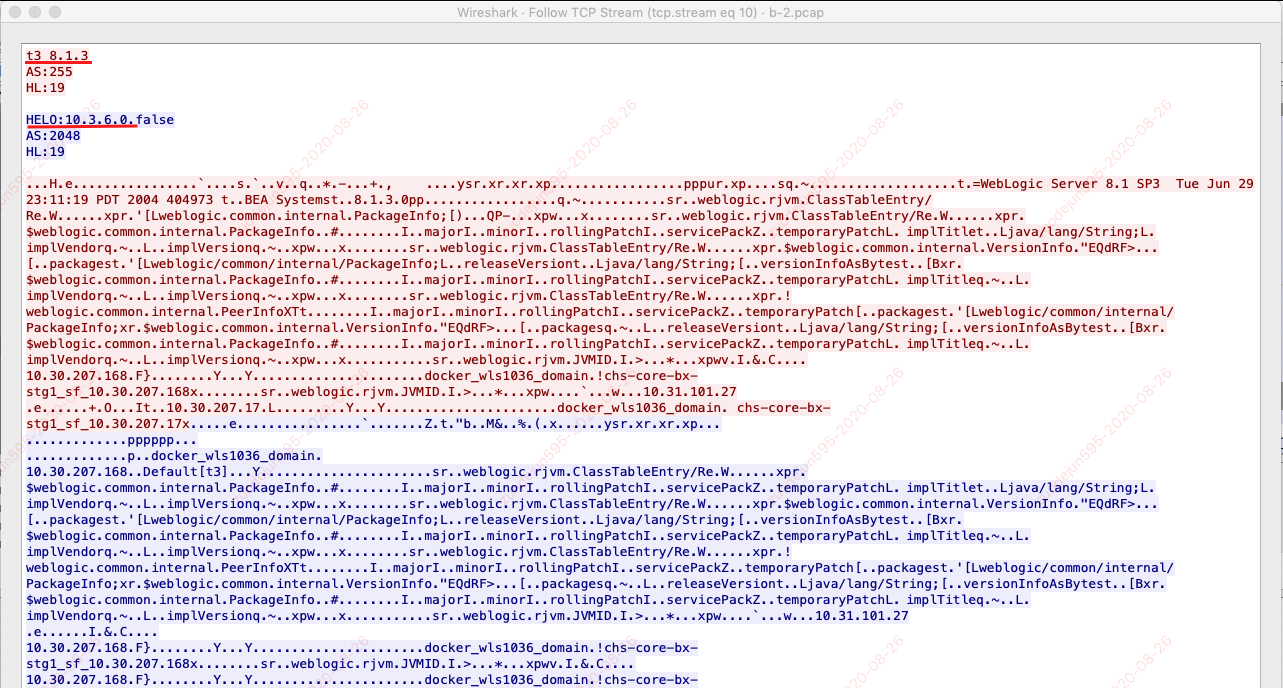 Wireshark · Follow TCP Stream (tcp.stream eq 10) · b-2.pcap
t3 8.1.3
AS:255
HL:19
HELO:10.3.6.0.false
AS:2048
HL:19
...H.e................`....s.`..v..q..*.-...+.,    ....ysr.xr.xr.xp.................pppur.xp....sq.~..................t.=WebLogic Server 8.1 SP3  Tue Jun 29
23:11:19 PDT 2004 404973 t..BEA Systemst..8.1.3.0pp................q.~...........sr..weblogic.rjvm.ClassTableEntry/
Re.W......xpr.'[Lweblogic.common.internal.PackageInfo;[)...QP-...xpw...x........sr..weblogic.rjvm.ClassTableEntry/Re.W......xpr.
$weblogic.common.internal.PackageInfo..#........I..majorI..minorI..rollingPatchI..servicePackZ..temporaryPatchL. implTitlet..Ljava/lang/String;L.
implVendorq.~..L..implVersionq.~..xpw...x........sr..weblogic.rjvm.ClassTableEntry/Re.W......xpr.$weblogic.common.internal.VersionInfo."EQdRF>...
[..packagest.'[Lweblogic/common/internal/PackageInfo;L..releaseVersiont..Ljava/lang/String;[..versionInfoAsBytest..[Bxr.
$weblogic.common.internal.PackageInfo..#........I..majorI..minorI..rollingPatchI..servicePackZ..temporaryPatchL. implTitleq.~..L.
implVendorq.~..L..implVersionq.~..xpw...x........sr..weblogic.rjvm.ClassTableEntry/Re.W......xpr.!
weblogic.common.internal.PeerInfoXTt........I..majorI..minorI..rollingPatchI..servicePackZ..temporaryPatch[..packagest.'[Lweblogic/common/internal/
PackageInfo;xr.$weblogic.common.internal.VersionInfo."EQdRF>...[..packagesq.~..L..releaseVersiont..Ljava/lang/String;[..versionInfoAsBytest..[Bxr.
$weblogic.common.internal.PackageInfo..#........I..majorI..minorI..rollingPatchI..servicePackZ..temporaryPatchL. implTitleq.~..L.
implVendorq.~..L..implVersionq.~..xpw...x..........sr..weblogic.rjvm.JVMID.I.>...*...xpwv.I.&.C....
10.30.207.168.F}........Y...Y.....................docker_wls1036_domain.!chs-core-bx-
stg1_sf_10.30.207.168x........sr..weblogic.rjvm.JVMID.I.>...*...xpw....`...w...10.31.101.27
.e......+.O...It..10.30.207.17.L.........Y...Y.....................docker_wls1036_domain. chs-core-bx-
stg1_sf_10.30.207.17x.....e................`.......Z.t."b..M&..%.(.x......ysr.xr.xr.xp...
.............pppppp...
.............p..docker_wls1036_domain.
10.30.207.168..Default[t3]...Y.....................sr..weblogic.rjvm.ClassTableEntry/Re.W......xpr.
$weblogic.common.internal.PackageInfo..#........I..majorI..minorI..rollingPatchI..servicePackZ..temporaryPatchL. implTitlet..Ljava/lang/String;L.
implVendorq.~..L..implVersionq.~..xpw...x........sr..weblogic.rjvm.ClassTableEntry/Re.W......xpr.$weblogic.common.internal.VersionInfo."EQdRF>...
[..packagest.'[Lweblogic/common/internal/PackageInfo;L..releaseVersiont..Ljava/lang/String;[..versionInfoAsBytest..[Bxr.
$weblogic.common.internal.PackageInfo..#........I..majorI..minorI..rollingPatchI..servicePackZ..temporaryPatchL. implTitleq.~..L.
implVendorq.~..L..implVersionq.~..xpw...x........sr..weblogic.rjvm.ClassTableEntry/Re.W......xpr.!
weblogic.common.internal.PeerInfoXTt........I..majorI..minorI..rollingPatchI..servicePackZ..temporaryPatch[..packagest.'[Lweblogic/common/internal/
PackageInfo;xr.$weblogic.common.internal.VersionInfo."EQdRF>...[..packagesq.~..L..releaseVersiont..Ljava/lang/String;[..versionInfoAsBytest..[Bxr.
$weblogic.common.internal.PackageInfo..#........I..majorI..minorI..rollingPatchI..servicePackZ..temporaryPatchL. implTitleq.~..L.
implVendorq.~..L..implVersionq.~..xpw...x........sr..weblogic.rjvm.JVMID.I.>...*...xpw....`...w...10.31.101.27
.e......I.&.C....
10.30.207.168.F}........Y...Y.....................docker_wls1036_domain.!chs-core-bx-
stg1_sf_10.30.207.168x........sr..weblogic.rjvm.JVMID.I.>...*...xpwv.I.&.C....
10.30.207.168.F}........Y...Y.....................docker_wls1036_domain.!chs-core-bx-